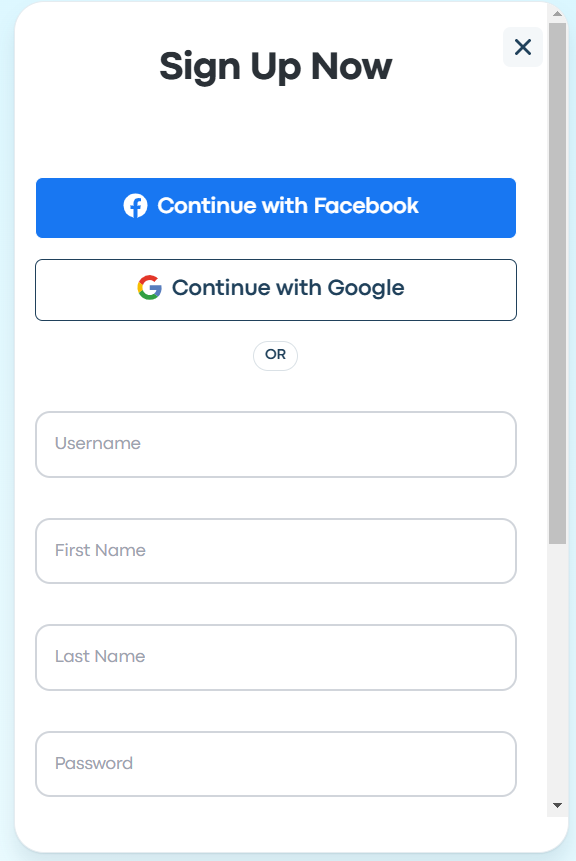 Sign Up Now
Continue with Facebook
Continue with Google
OR
Username
First Name
Last Name
Password